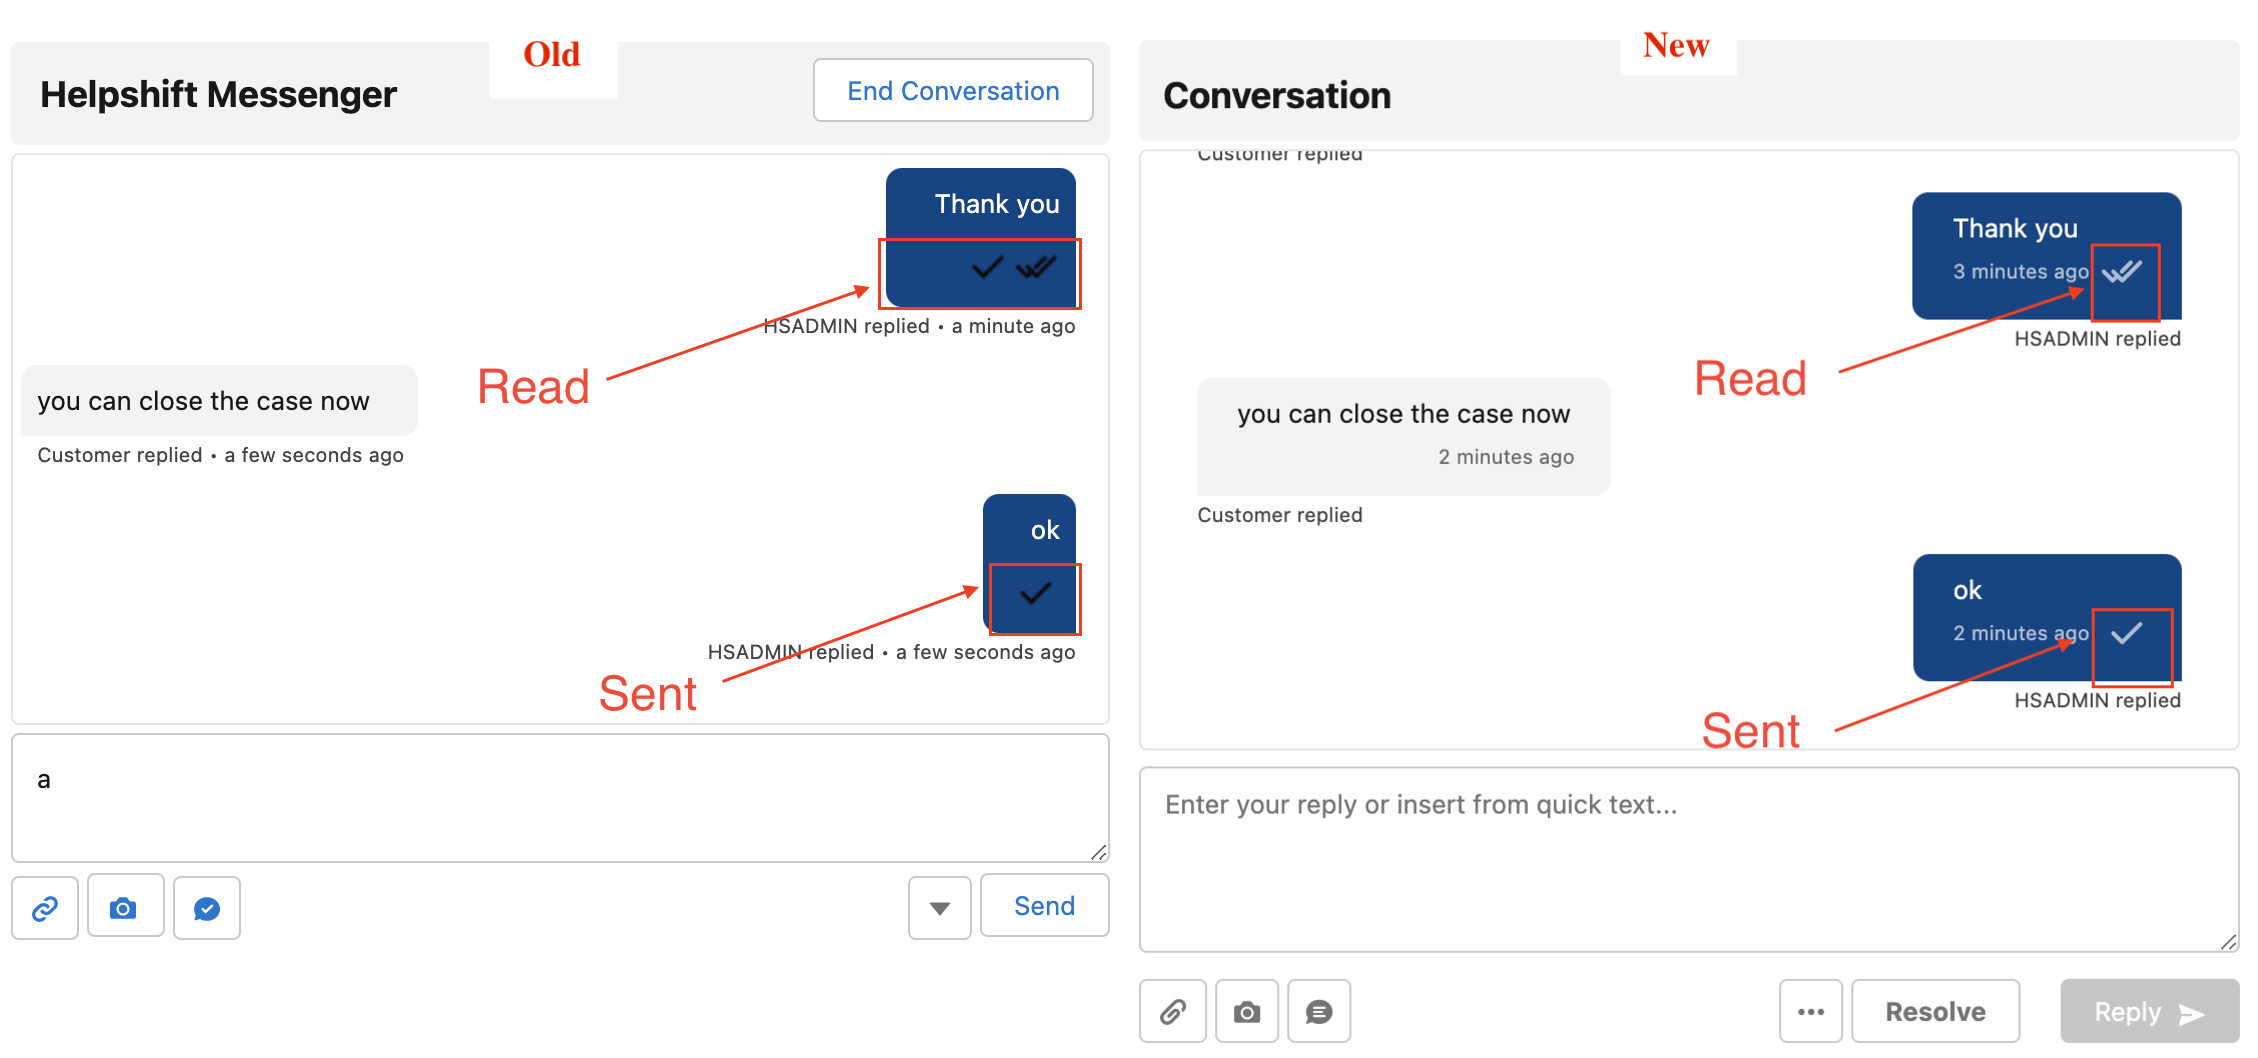 Old
Helpshift Messenger
End Conversation
Thank you
HSADMIN replied • a minute ago
Read
you can close the case now
Customer replied • a few seconds ago
ok
HSADMIN replied • a few seconds ago
Sent
a
Send
New
Conversation
Customer replied
Thank you
3 minutes ago
HSADMIN replied
Read
you can close the case now
2 minutes ago
Customer replied
ok
2 minutes ago
HSADMIN replied
Sent
Enter your reply or insert from quick text...
Resolve
Reply